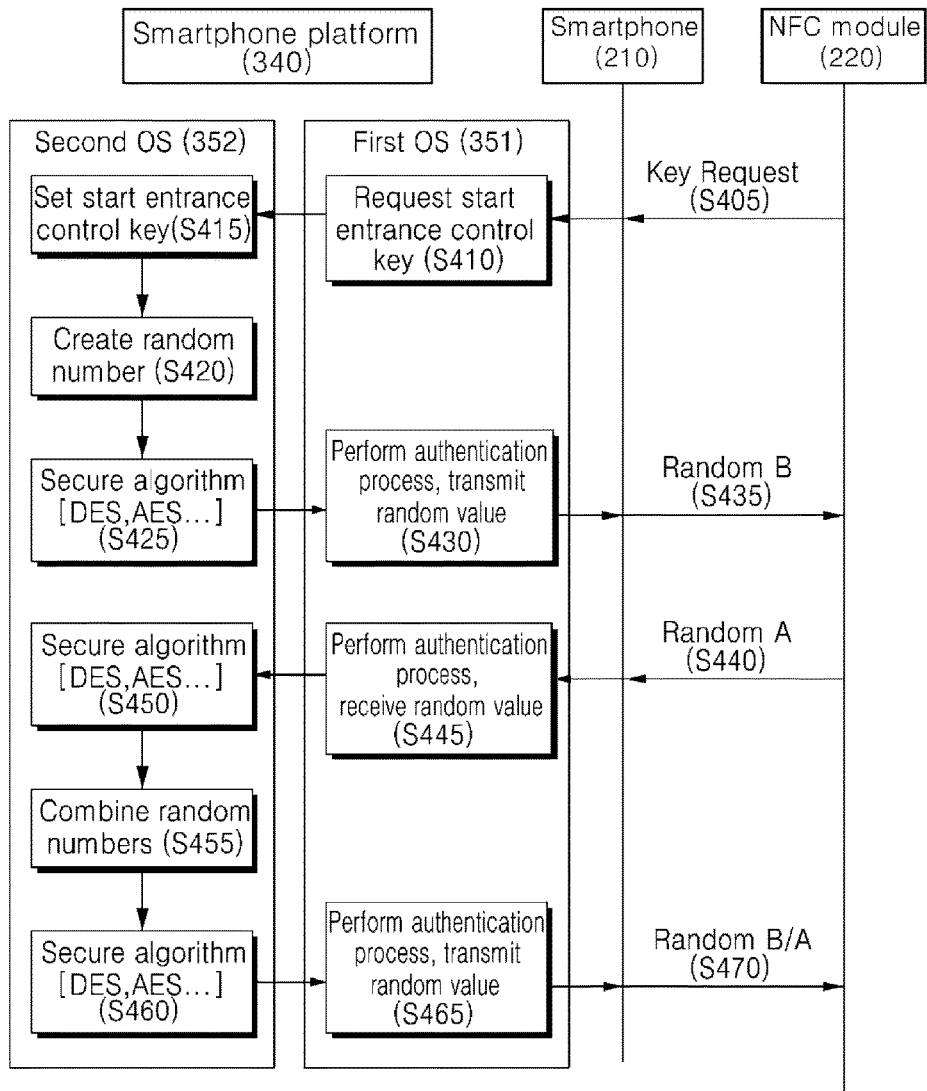 Smartphone platform
(340)
Smartphone
(210)
NFC module
(220)
Second OS (352)
First OS (351)
Set start entrance
control key(S415)
Request start
entrance control
key (S410)
Key Request
(S405)
Create random
number (S420)
Secure algorithm
[DES,AES...]
(S425)
Perform authentication
process, transmit
random value
(S430)
Random B
(S435)
Secure algorithm
[DES,AES...]
(S450)
Perform authentication
process,
receive random value
(S445)
Random A
(S440)
Combine random
numbers (S455)
Secure algorithm
[DES,AES...]
(S460)
Perform authentication
process, transmit
random value
(S465)
Random B/A
(S470)